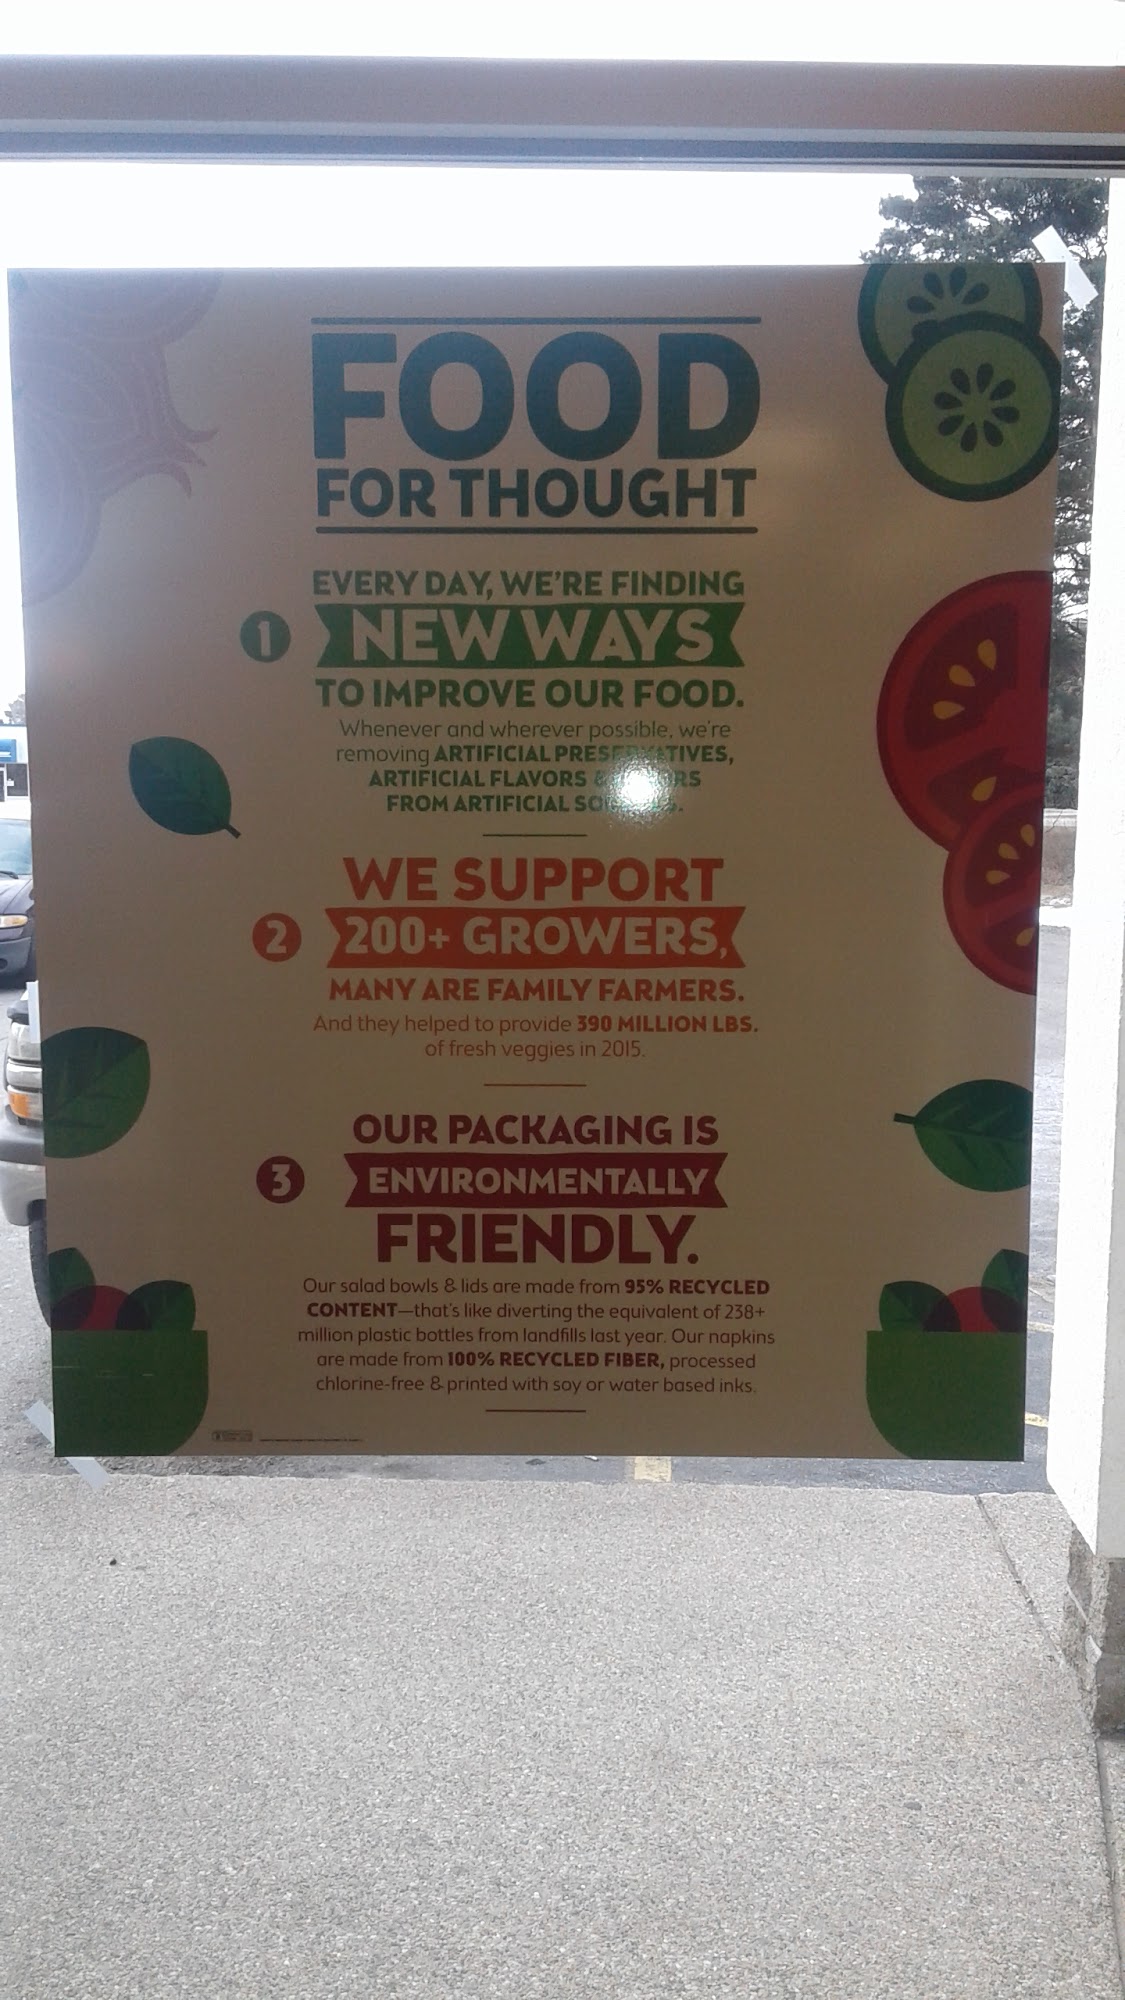 FOOD
FOR THOUGHT
EVERY DAY, WE'RE FINDING
1
NEW WAYS
TO IMPROVE OUR FOOD.
Whenever and wherever possible, we're
removing ARTIFICIAL PRESERVATIVES,
ARTIFICIAL FLAVORS &
FROM ARTIFICIAL
WE SUPPORT
2
200+ GROWERS,
MANY ARE FAMILY FARMERS.
And they helped to provide 390 MILLION LBS.
of fresh veggies in 2015.
OUR PACKAGING IS
3
ENVIRONMENTALLY
FRIENDLY.
Our salad bowls & lids are made from 95% RECYCLED
CONTENT—that's like diverting the equivalent of 238+
million plastic bottles from landfills last year. Our napkins
are made from 100% RECYCLED FIBER, processed
chlorine-free & printed with soy or water based inks.